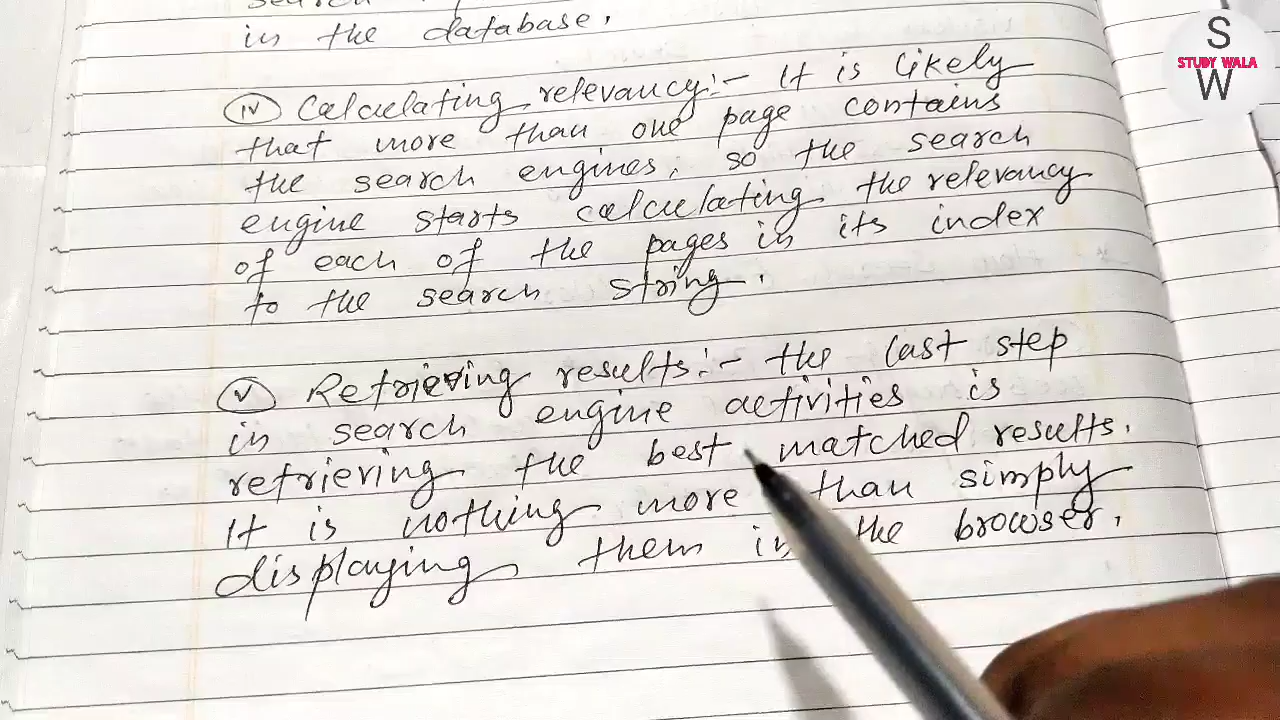 search
in the database.
(iv) Calculating relevancy:- It is likely
that more than one page contains
the search engines, so the search
engine starts calculating the relevancy
of each of the pages in its index
to the search string.
(v) Retrieving results:- the last step
in search engine activities is
retrieving the best matched results.
It is nothing more than simply
displaying them in the browser.
S
STUDY WALA
W